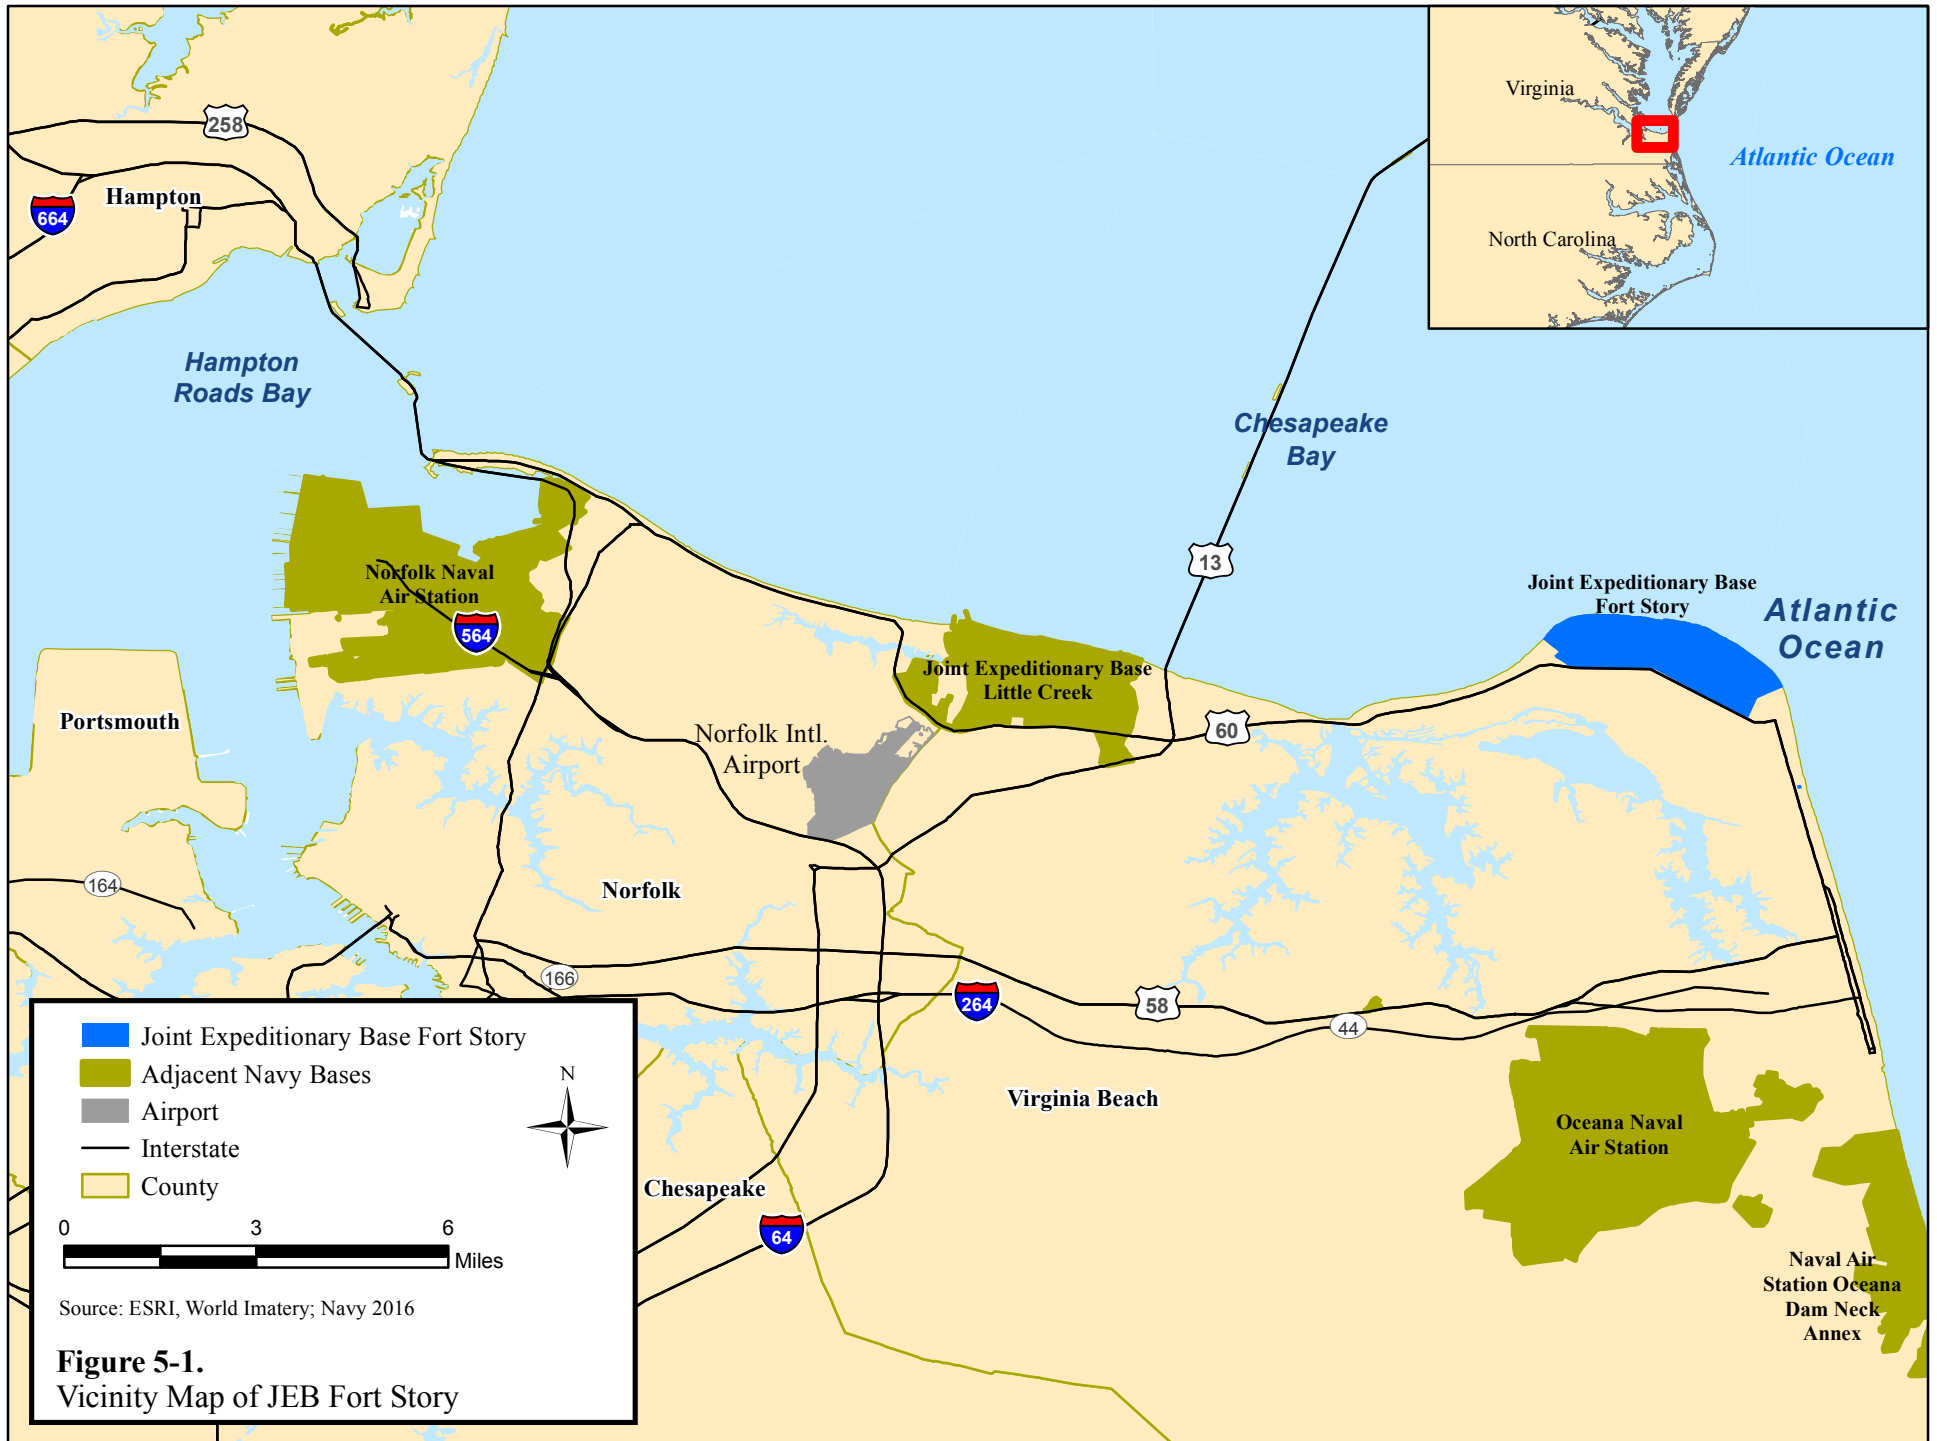 258
Virginia
Atlantic Ocean
North Carolina
664
Hampton
Hampton
Roads Bay
Chesapeake
Bay
13
Norfolk Naval
Air Station
564
Joint Expeditionary Base
Fort Story
Atlantic
Ocean
Joint Expeditionary Base
Little Creek
Portsmouth
Norfolk Intl.
Airport
60
164
Norfolk
166
264
58
44
Virginia Beach
Oceana Naval
Air Station
Chesapeake
64
Naval Air
Station Oceana
Dam Neck
Annex
Joint Expeditionary Base Fort Story
Adjacent Navy Bases
Airport
Interstate
County
N
0 3 6
Miles
Source: ESRI, World Imatery; Navy 2016
Figure 5-1.
Vicinity Map of JEB Fort Story